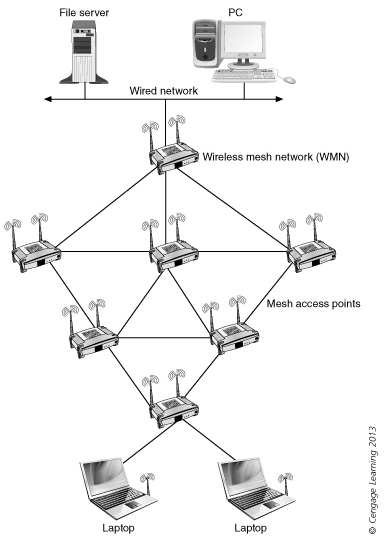 File server
PC
Wired network
Wireless mesh network (WMN)
Mesh access points
Laptop
Laptop
© Cengage Learning 2013